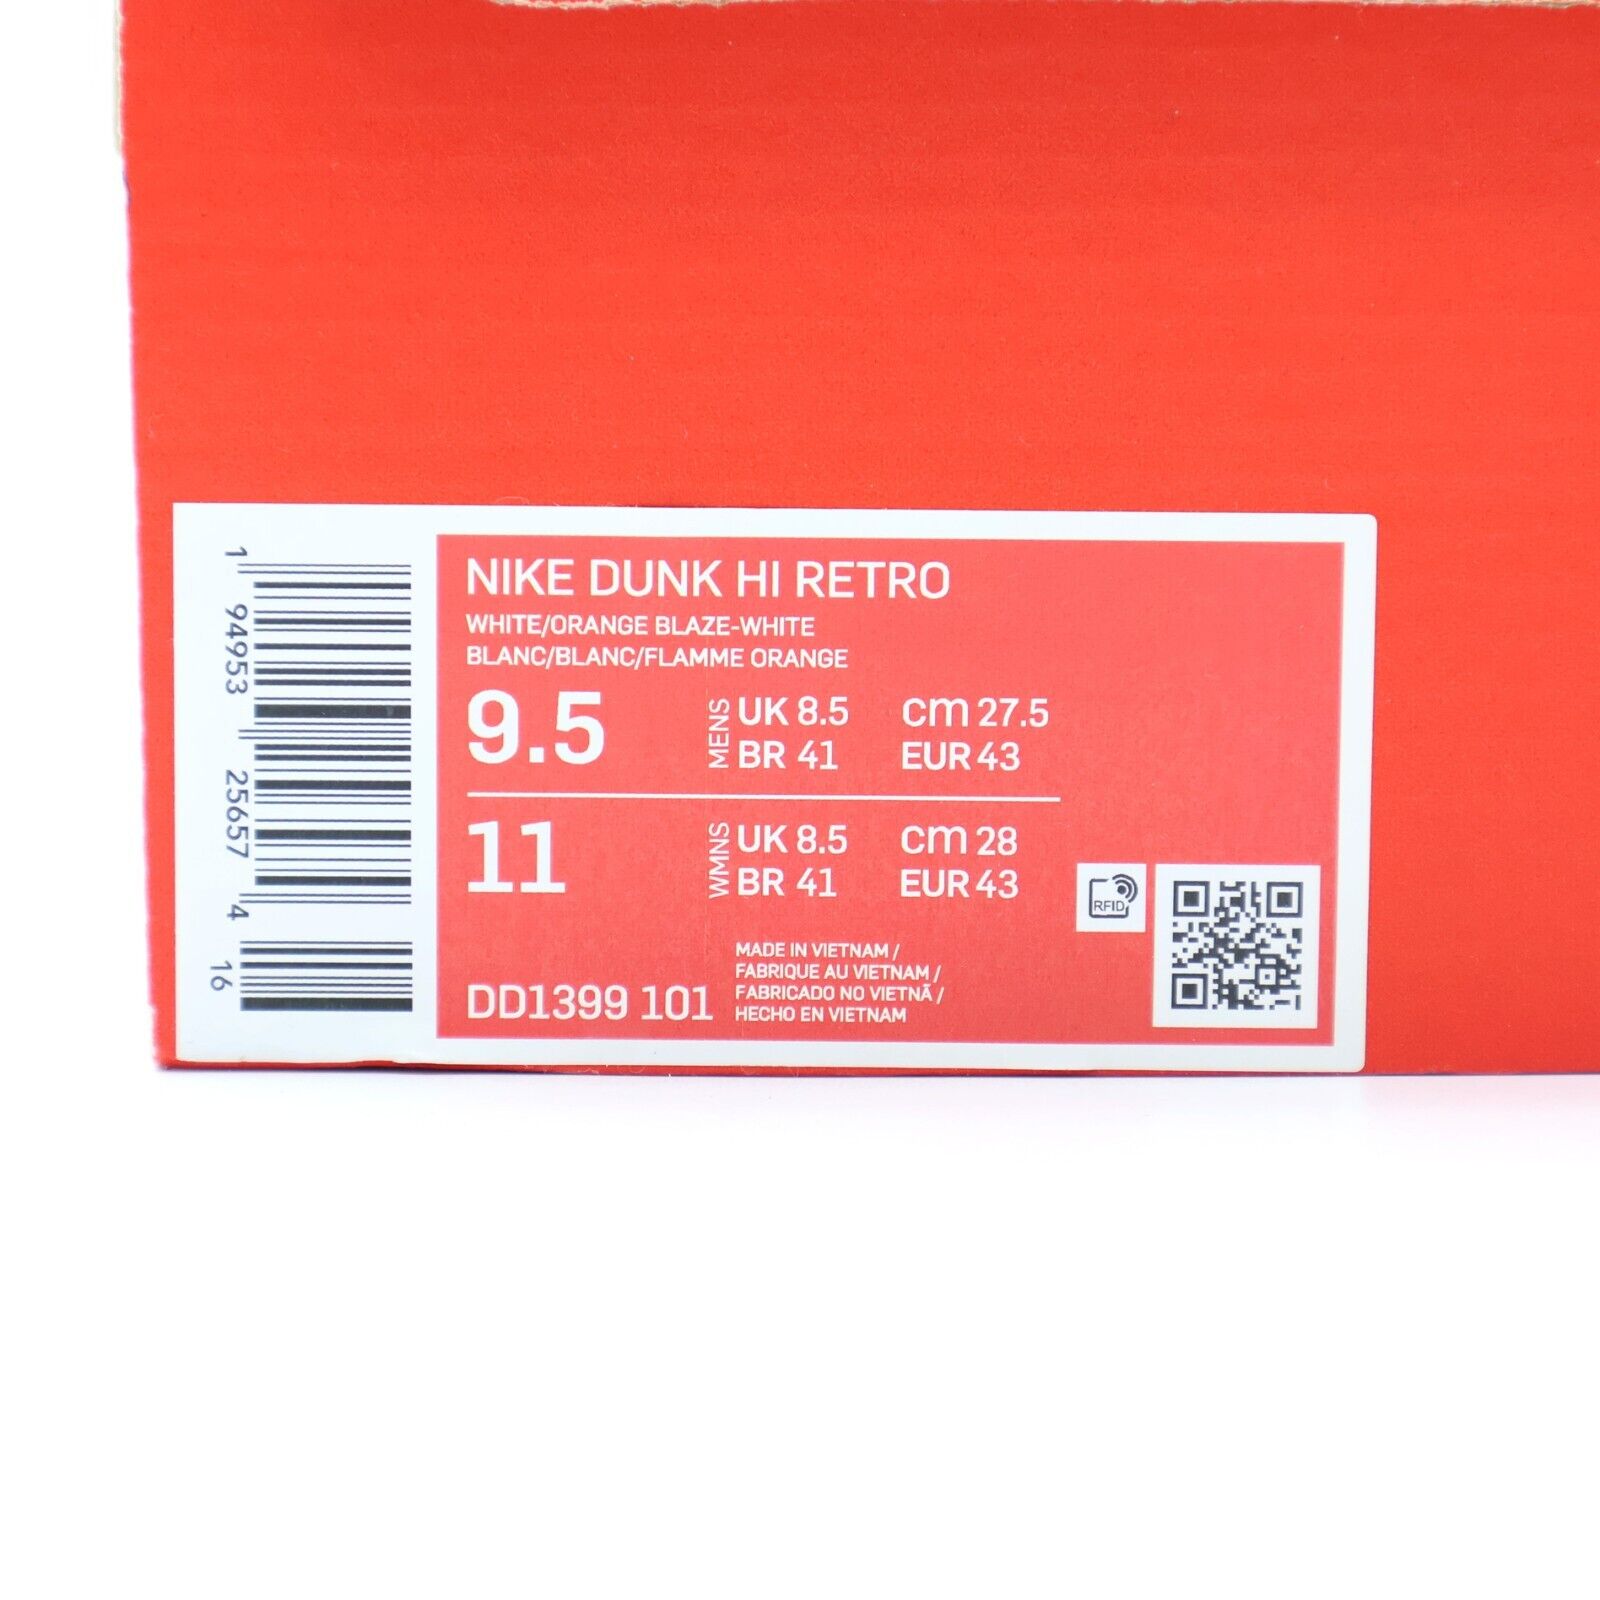 NIKE DUNK HI RETRO
WHITE/ORANGE BLAZE-WHITE
BLANC/BLANC/FLAMME ORANGE
9.5
MENS
UK 8.5 cm 27.5
BR 41 EUR 43
11
WMNS
UK 8.5 cm 28
BR 41 EUR 43
DD1399 101
MADE IN VIETNAM /
FABRIQUE AU VIETNAM /
FABRICADO NO VIETNÃ /
HECHO EN VIETNAM
RFID
1 94953 25657 4
16